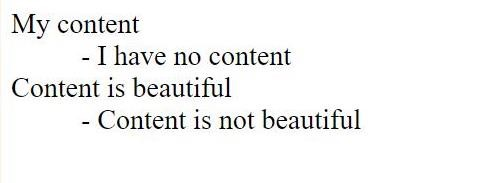 My content
- I have no content
Content is beautiful
- Content is not beautiful